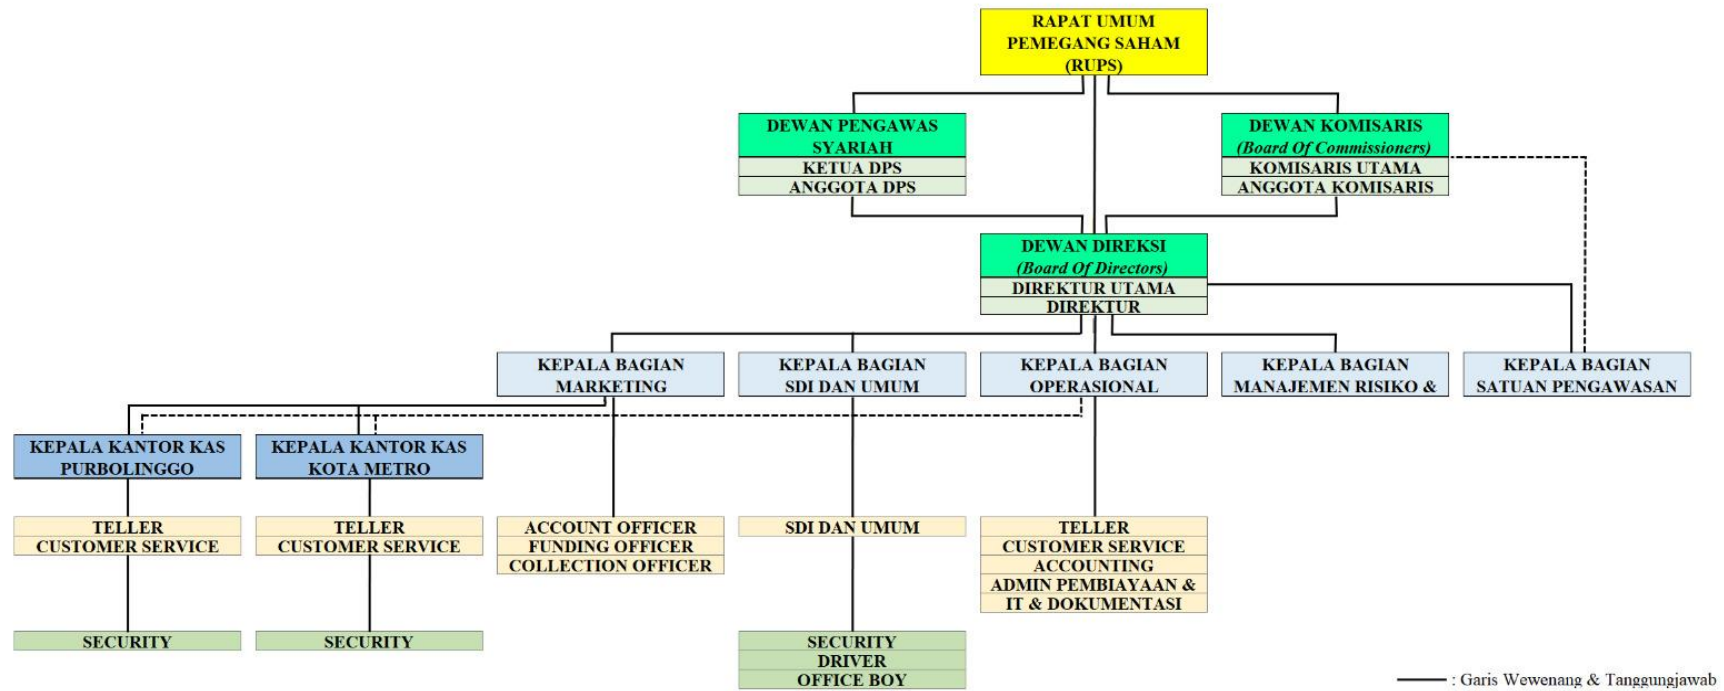 RAPAT UMUM
PEMEGANG SAHAM
(RUPS)
DEWAN PENGAWAS
SYARIAH
KETUA DPS
ANGGOTA DPS
DEWAN KOMISARIS
(Board Of Commissioners)
KOMISARIS UTAMA
ANGGOTA KOMISARIS
DEWAN DIREKSI
(Board Of Directors)
DIREKTUR UTAMA
DIREKTUR
KEPALA BAGIAN
MARKETING
KEPALA BAGIAN
SDI DAN UMUM
KEPALA BAGIAN
OPERASIONAL
KEPALA BAGIAN
MANAJEMEN RISIKO &
KEPALA BAGIAN
SATUAN PENGAWASAN
KEPALA KANTOR KAS
PURBOLINGGO
KEPALA KANTOR KAS
KOTA METRO
TELLER
CUSTOMER SERVICE
TELLER
CUSTOMER SERVICE
ACCOUNT OFFICER
FUNDING OFFICER
COLLECTION OFFICER
SDI DAN UMUM
TELLER
CUSTOMER SERVICE
ACCOUNTING
ADMIN PEMBIAYAAN &
IT & DOKUMENTASI
SECURITY
SECURITY
SECURITY
DRIVER
OFFICE BOY
: Garis Wewenang & Tanggungjawab